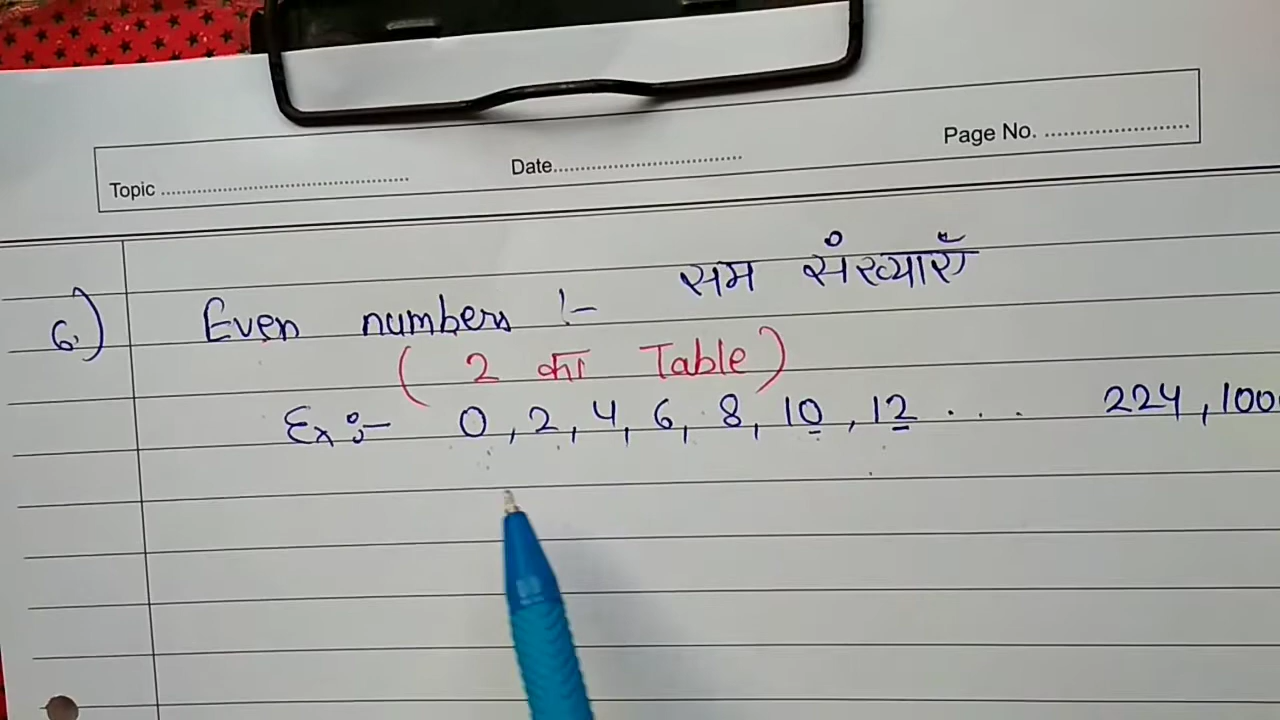 Topic ............ Date............ Page No. ............
6.) Even numbers :- सम संख्याएँ
( 2 का Table )
Ex :- 0, 2, 4, 6, 8, 10, 12 .... 224, 100